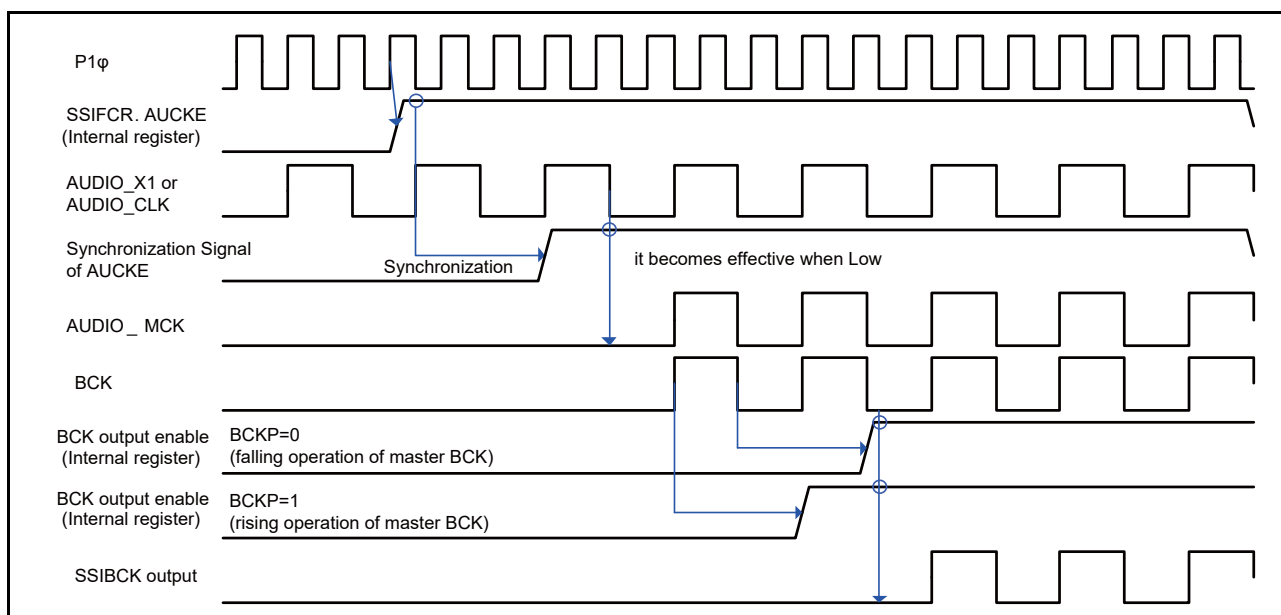 P1φ
SSIFCR. AUCKE
(Internal register)
AUDIO_X1 or
AUDIO_CLK
Synchronization Signal
of AUCKE
Synchronization
it becomes effective when Low
AUDIO_ MCK
BCK
BCK output enable
(Internal register)
BCKP=0
(falling operation of master BCK)
BCK output enable
(Internal register)
BCKP=1
(rising operation of master BCK)
SSIBCK output